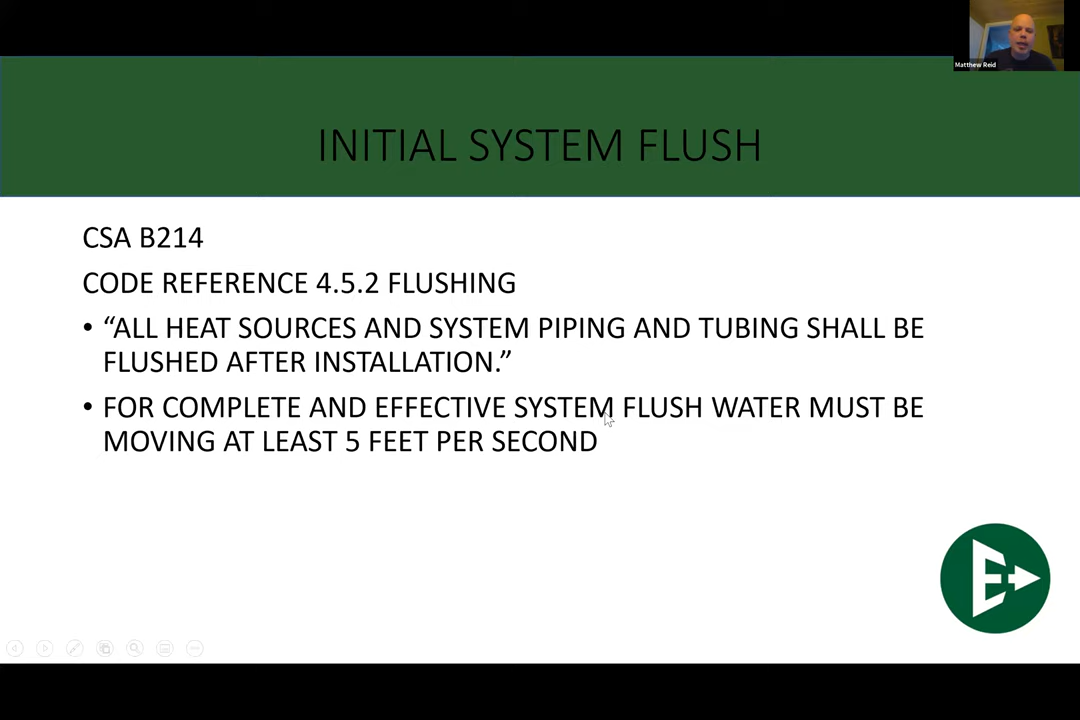 Matthew Reid
INITIAL SYSTEM FLUSH
CSA B214
CODE REFERENCE 4.5.2 FLUSHING
• “ALL HEAT SOURCES AND SYSTEM PIPING AND TUBING SHALL BE
FLUSHED AFTER INSTALLATION.”
• FOR COMPLETE AND EFFECTIVE SYSTEM FLUSH WATER MUST BE
MOVING AT LEAST 5 FEET PER SECOND
E